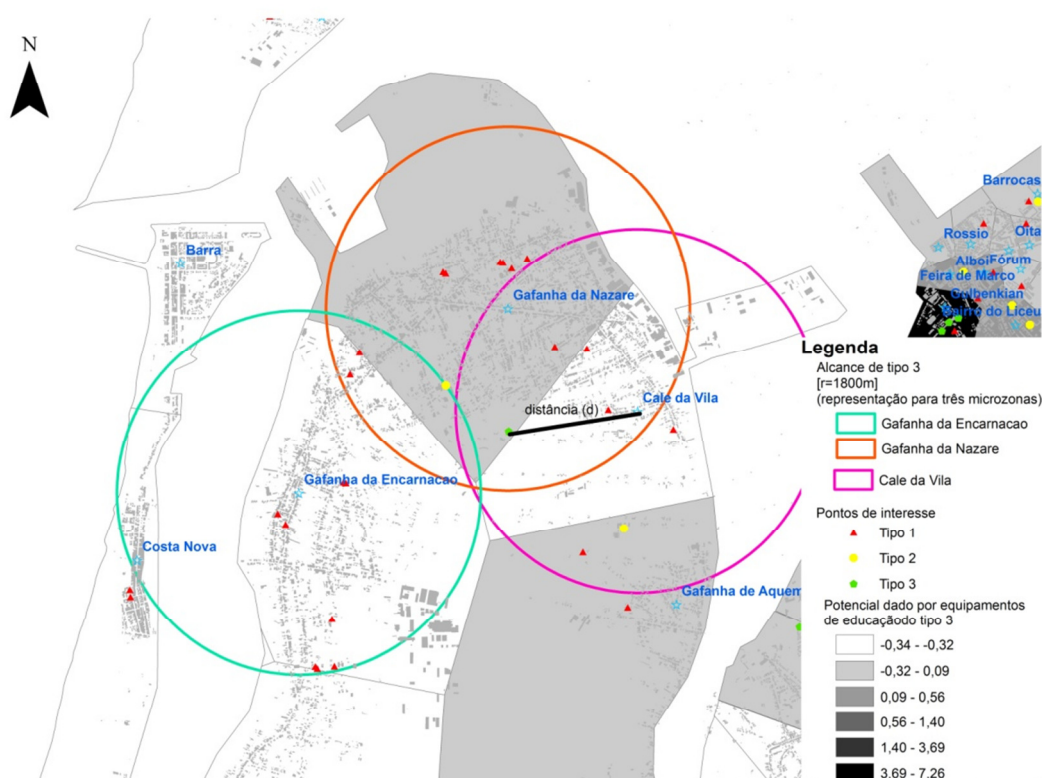 N
Barrocas
Rossio
Oita
Barra
Alboi Fórum
Feira de Marco
Gulbenkian
Gafanha da Nazare
Bairro do Liceu
Legenda
Alcance de tipo 3
[r=1800m]
(representação para três microzonas)
Gafanha da Encarnacao
Gafanha da Nazare
Cale da Vila
Cale da Vila
distância (d)
Gafanha da Encarnacao
Pontos de interesse
Tipo 1
Tipo 2
Tipo 3
Costa Nova
Gafanha de Aquem
Potencial dado por equipamentos
de educaçãodo tipo 3
-0,34 - -0,32
-0,32 - 0,09
0,09 - 0,56
0,56 - 1,40
1,40 - 3,69
3,69 - 7,26